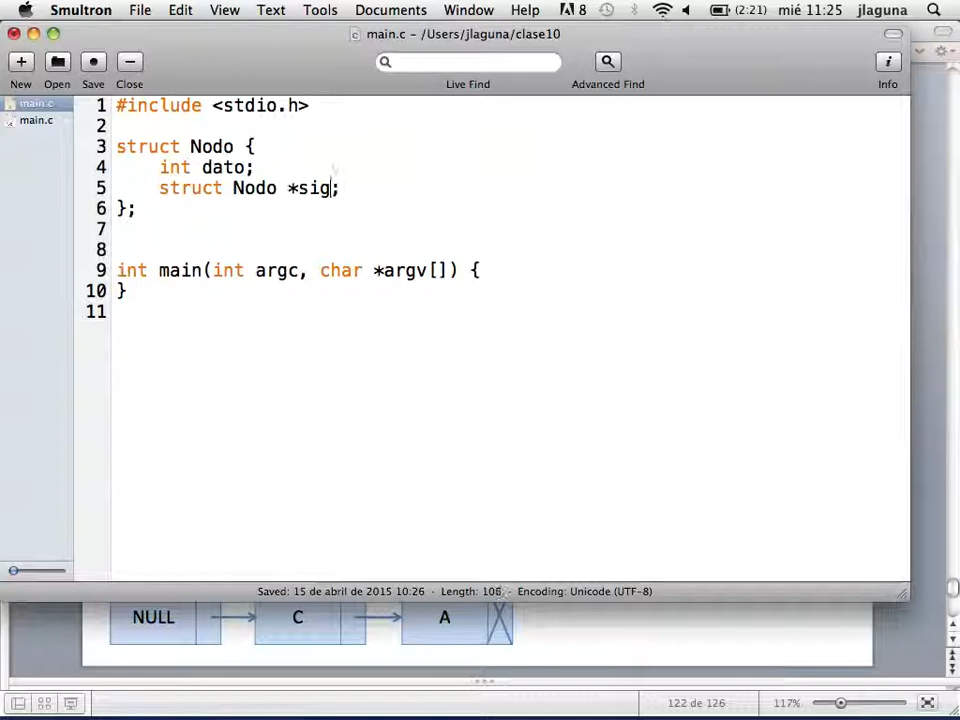 Smultron File Edit View Text Tools Documents Window Help 8 (2:21) mié 11:25 jlaguna
main.c – /Users/jlaguna/clase10
New Open Save Close Live Find Advanced Find Info
main.c
main.c
1 #include <stdio.h>
2
3 struct Nodo {
4 int dato;
5 struct Nodo *sig;
6 };
7
8
9 int main(int argc, char *argv[]) {
10 }
11
Saved: 15 de abril de 2015 10:26 · Length: 106 · Encoding: Unicode (UTF-8)
NULL C A
122 de 126 117%